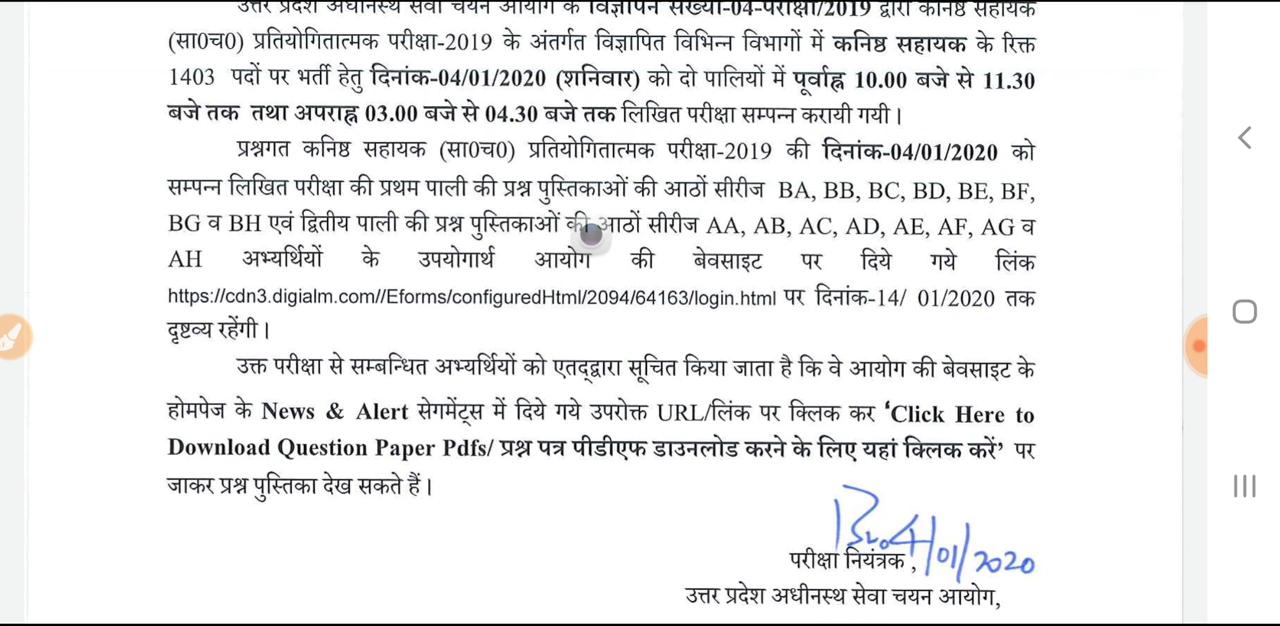 उत्तर प्रदेश अधीनस्थ सेवा चयन आयोग के विज्ञापन संख्या-04-परीक्षा/2019 द्वारा कनिष्ठ सहायक
(सा0च0) प्रतियोगितात्मक परीक्षा-2019 के अंतर्गत विज्ञापित विभिन्न विभागों में कनिष्ठ सहायक के रिक्त
1403 पदों पर भर्ती हेतु दिनांक-04/01/2020 (शनिवार) को दो पालियों में पूर्वाह्न 10.00 बजे से 11.30
बजे तक तथा अपराह्न 03.00 बजे से 04.30 बजे तक लिखित परीक्षा सम्पन्न करायी गयी।
प्रश्नगत कनिष्ठ सहायक (सा0च0) प्रतियोगितात्मक परीक्षा-2019 की दिनांक-04/01/2020 को
सम्पन्न लिखित परीक्षा की प्रथम पाली की प्रश्न पुस्तिकाओं की आठों सीरीज BA, BB, BC, BD, BE, BF,
BG व BH एवं द्वितीय पाली की प्रश्न पुस्तिकाओं की आठों सीरीज AA, AB, AC, AD, AE, AF, AG व
AH अभ्यर्थियों के उपयोगार्थ आयोग की बेवसाइट पर दिये गये लिंक
https://cdn3.digialm.com//Eforms/configuredHtml/2094/64163/login.html पर दिनांक-14/ 01/2020 तक
दृष्टव्य रहेंगी।
उक्त परीक्षा से सम्बन्धित अभ्यर्थियों को एतद्द्वारा सूचित किया जाता है कि वे आयोग की बेवसाइट के
होमपेज के News & Alert सेगमेंट्स में दिये गये उपरोक्त URL/लिंक पर क्लिक कर ‘Click Here to
Download Question Paper Pdfs/ प्रश्न पत्र पीडीएफ डाउनलोड करने के लिए यहां क्लिक करें’ पर
जाकर प्रश्न पुस्तिका देख सकते हैं।
4/01/2020
परीक्षा नियंत्रक,
उत्तर प्रदेश अधीनस्थ सेवा चयन आयोग,